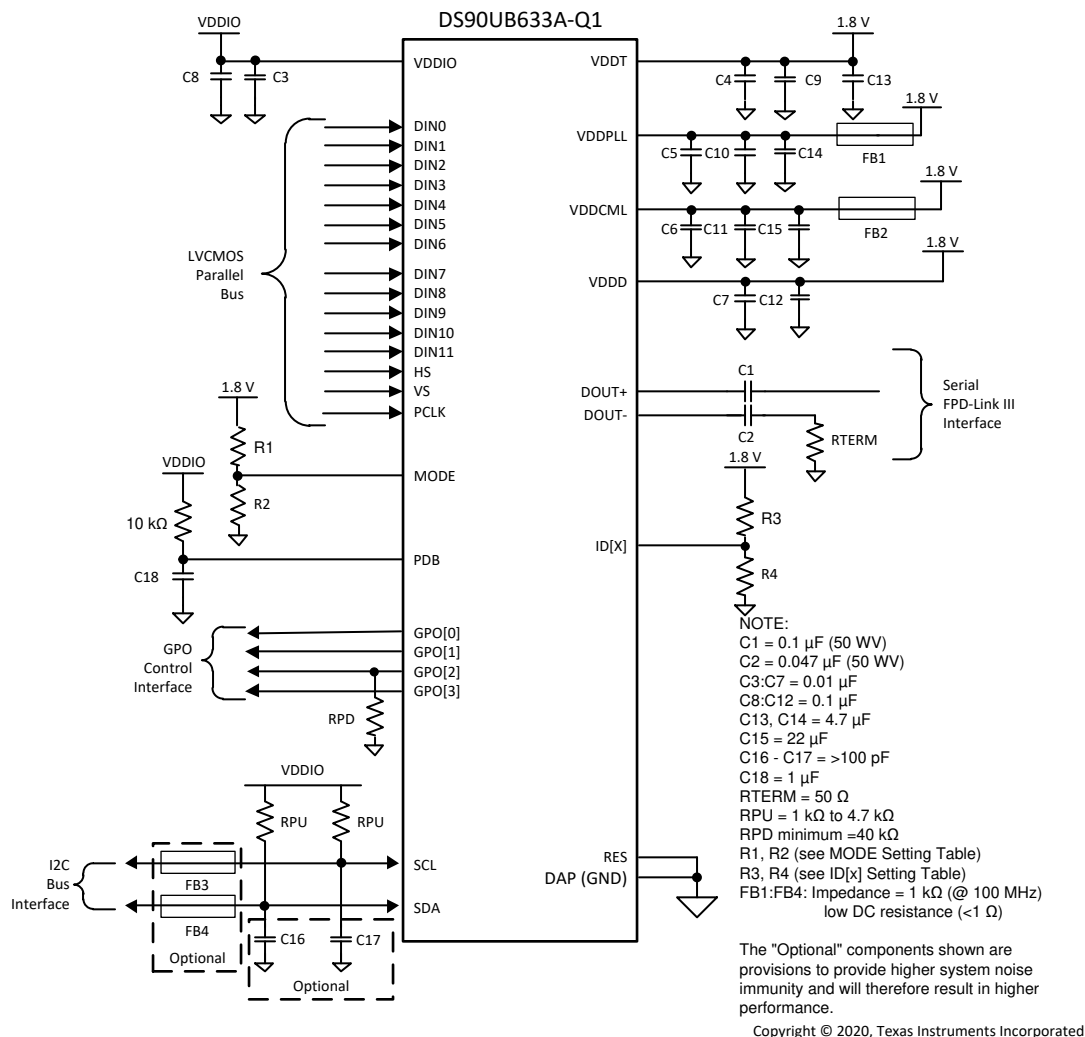 DS90UB633A-Q1
VDDIO
C8
C3
VDDIO
DIN0
DIN1
DIN2
DIN3
DIN4
DIN5
DIN6
DIN7
DIN8
DIN9
DIN10
DIN11
HS
VS
PCLK
LVCMOS
Parallel
Bus
1.8 V
R1
R2
MODE
VDDIO
10 kΩ
C18
PDB
GPO[0]
GPO[1]
GPO[2]
GPO[3]
GPO
Control
Interface
RPD
VDDIO
RPU
RPU
SCL
SDA
I2C
Bus
Interface
FB3
FB4
Optional
C16
C17
Optional
1.8 V
VDDT
C4
C9
C13
1.8 V
VDDPLL
C5
C10
C14
FB1
1.8 V
VDDCML
C6
C11
C15
FB2
1.8 V
VDDD
C7
C12
DOUT+
DOUT-
C1
C2
RTERM
Serial
FPD-Link III
Interface
1.8 V
R3
R4
ID[X]
RES
DAP (GND)
NOTE:
C1 = 0.1 µF (50 WV)
C2 = 0.047 µF (50 WV)
C3:C7 = 0.01 µF
C8:C12 = 0.1 µF
C13, C14 = 4.7 µF
C15 = 22 µF
C16 - C17 = >100 pF
C18 = 1 µF
RTERM = 50 Ω
RPU = 1 kΩ to 4.7 kΩ
RPD minimum =40 kΩ
R1, R2 (see MODE Setting Table)
R3, R4 (see ID[x] Setting Table)
FB1:FB4: Impedance = 1 kΩ (@ 100 MHz)
low DC resistance (<1 Ω)
The "Optional" components shown are
provisions to provide higher system noise
immunity and will therefore result in higher
performance.
Copyright © 2020, Texas Instruments Incorporated